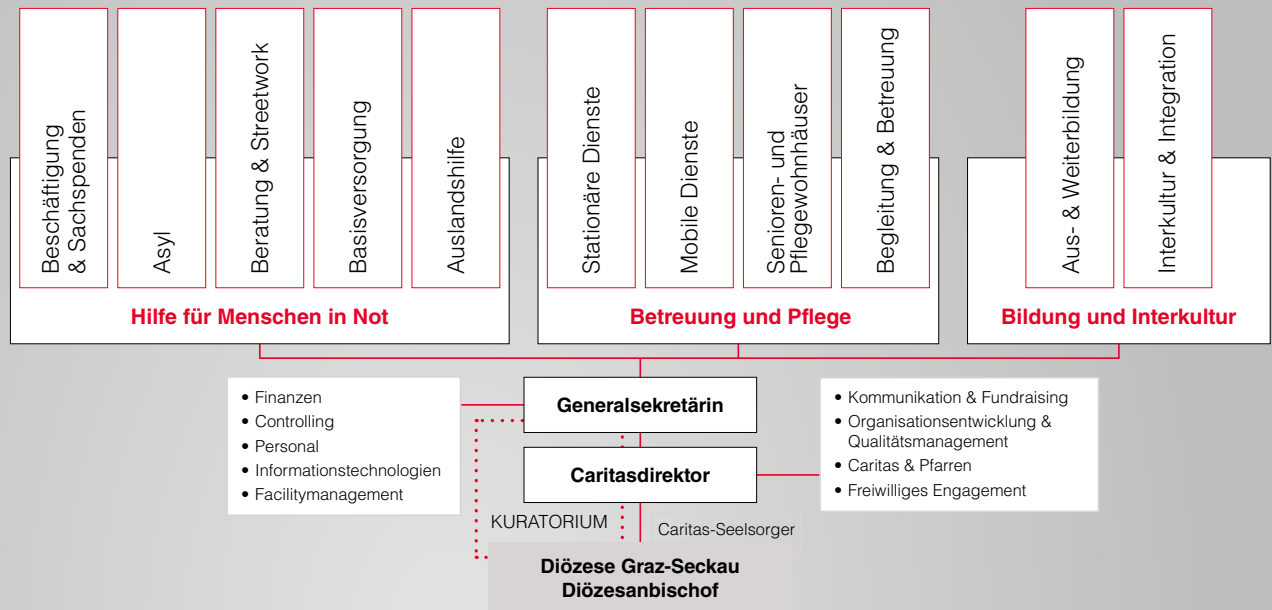 Beschäftigung
& Sachspenden
Asyl
Beratung & Streetwork
Basisversorgung
Auslandshilfe
Hilfe für Menschen in Not
Stationäre Dienste
Mobile Dienste
Senioren- und
Pflegewohnhäuser
Begleitung & Betreuung
Betreuung und Pflege
Aus- & Weiterbildung
Interkultur & Integration
Bildung und Interkultur
• Finanzen
• Controlling
• Personal
• Informationstechnologien
• Facilitymanagement
Generalsekretärin
Caritasdirektor
• Kommunikation & Fundraising
• Organisationsentwicklung &
Qualitätsmanagement
• Caritas & Pfarren
• Freiwilliges Engagement
KURATORIUM
Caritas-Seelsorger
Diözese Graz-Seckau
Diözesanbischof